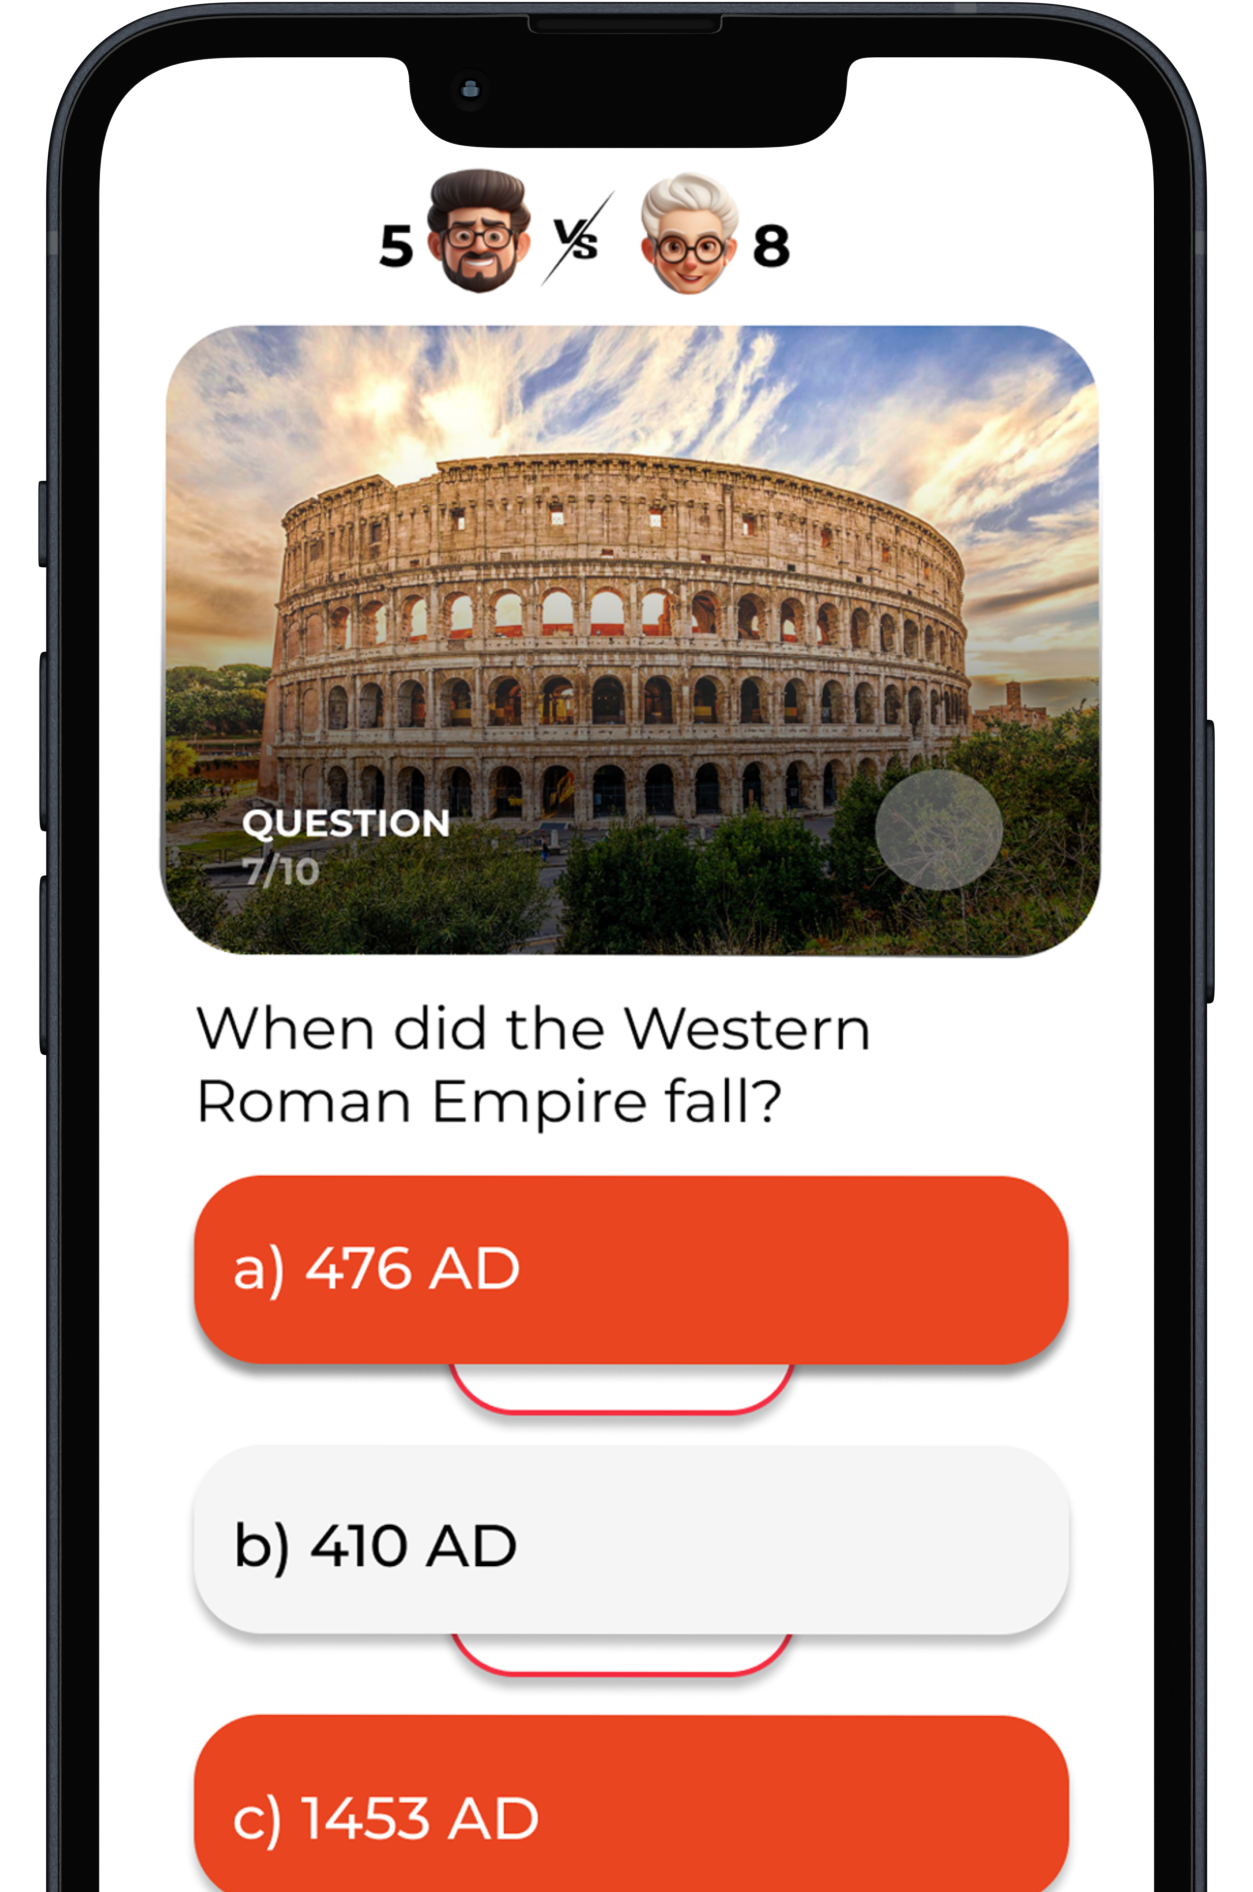 5 VS 8
QUESTION
7/10
When did the Western
Roman Empire fall?
a) 476 AD
b) 410 AD
c) 1453 AD